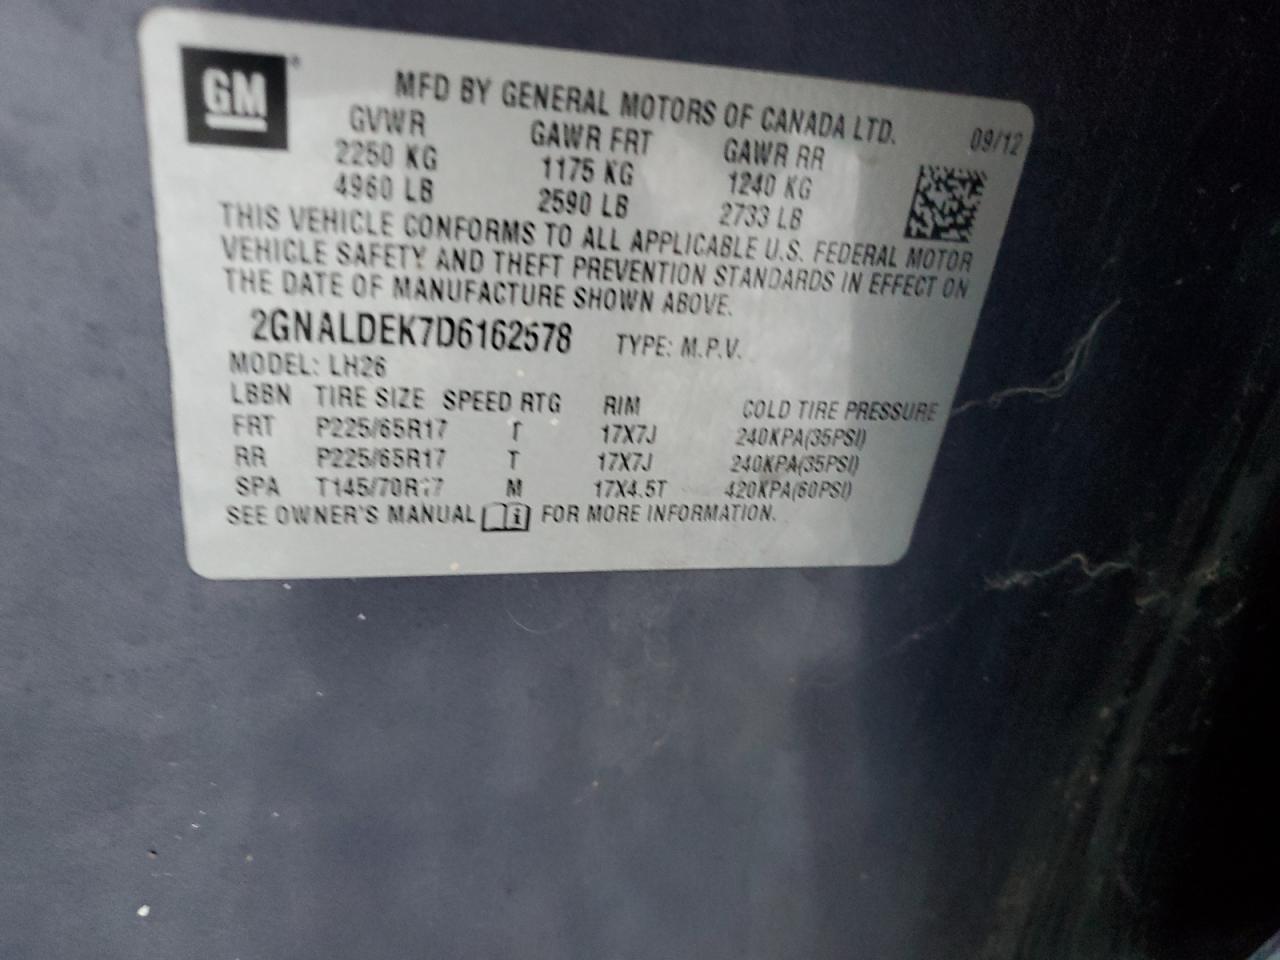 GM®
MFD BY GENERAL MOTORS OF CANADA LTD.
09/12
GVWR GAWR FRT GAWR RR
2250 KG 1175 KG 1240 KG
4960 LB 2590 LB 2733 LB
THIS VEHICLE CONFORMS TO ALL APPLICABLE U.S. FEDERAL MOTOR
VEHICLE SAFETY AND THEFT PREVENTION STANDARDS IN EFFECT ON
THE DATE OF MANUFACTURE SHOWN ABOVE.
2GNALDEK7D6162578 TYPE: M.P.V.
MODEL: LH26
LBBN TIRE SIZE SPEED RTG RIM COLD TIRE PRESSURE
FRT P225/65R17 T 17X7J 240KPA(35PSI)
RR P225/65R17 T 17X7J 240KPA(35PSI)
SPA T145/70R17 M 17X4.5T 420KPA(60PSI)
SEE OWNER'S MANUAL FOR MORE INFORMATION.